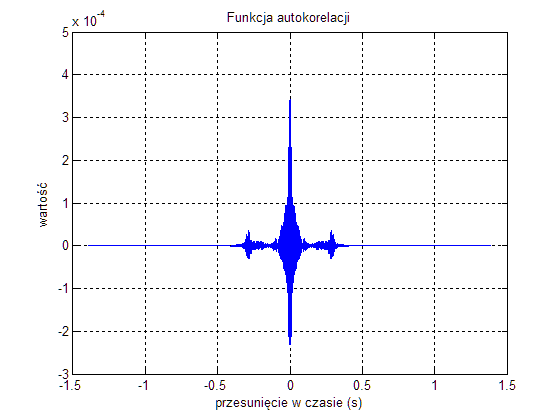 Funkcja autokorelacji
x 10^-4
5
4
3
2
1
0
-1
-2
-3
wartość
-1.5 -1 -0.5 0 0.5 1 1.5
przesunięcie w czasie (s)